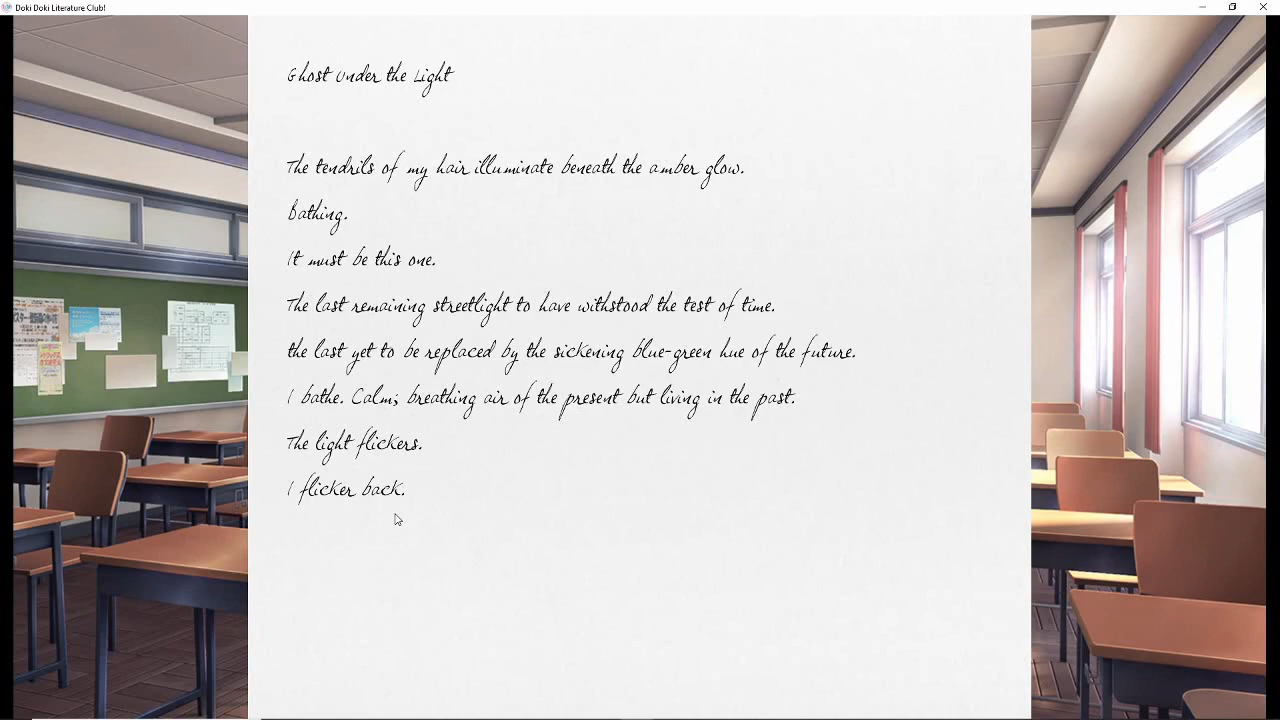 Doki Doki Literature Club!
Ghost Under the Light
The tendrils of my hair illuminate beneath the amber glow.
Bathing.
It must be this one.
The last remaining streetlight to have withstood the test of time.
the last yet to be replaced by the sickening blue-green hue of the future.
I bathe. Calm; breathing air of the present but living in the past.
The light flickers.
I flicker back.